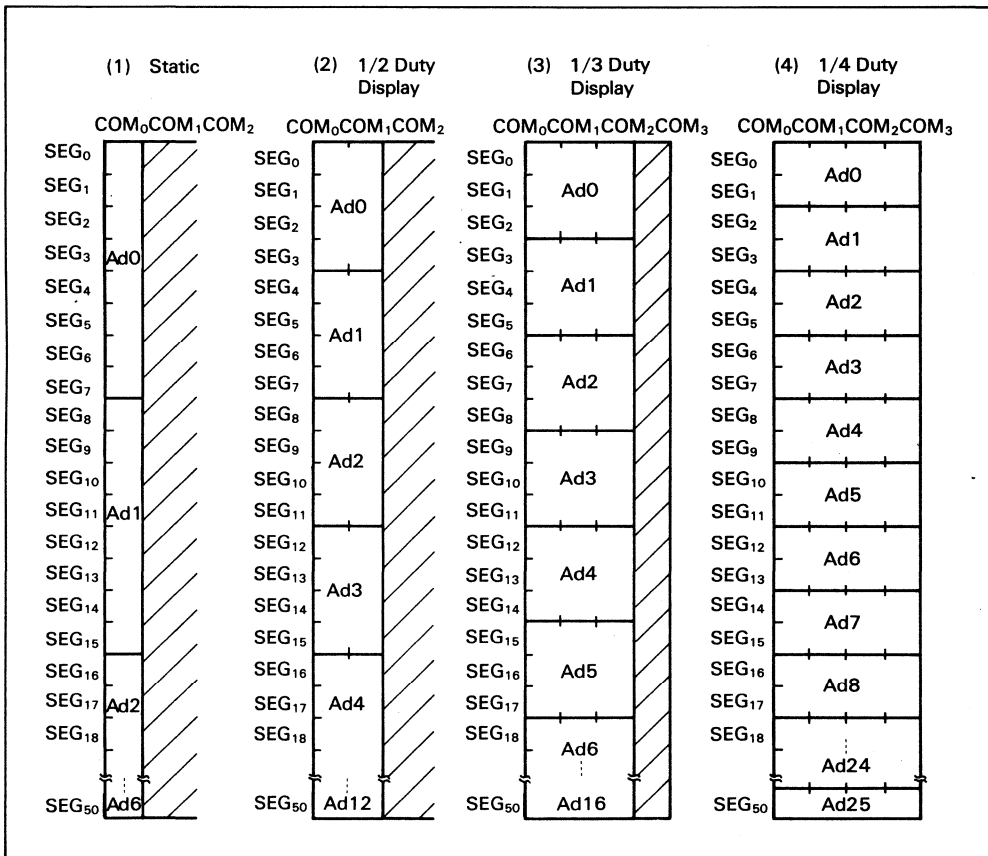 (1) Static
COM₀COM₁COM₂
SEG₀
SEG₁
SEG₂
SEG₃
SEG₄
SEG₅
SEG₆
SEG₇
SEG₈
SEG₉
SEG₁₀
SEG₁₁
SEG₁₂
SEG₁₃
SEG₁₄
SEG₁₅
SEG₁₆
SEG₁₇
SEG₁₈
SEG₅₀
Ad0
Ad1
Ad2
Ad6
(2) 1/2 Duty
Display
COM₀COM₁COM₂
SEG₀
SEG₁
SEG₂
SEG₃
SEG₄
SEG₅
SEG₆
SEG₇
SEG₈
SEG₉
SEG₁₀
SEG₁₁
SEG₁₂
SEG₁₃
SEG₁₄
SEG₁₅
SEG₁₆
SEG₁₇
SEG₁₈
SEG₅₀
Ad0
Ad1
Ad2
Ad3
Ad4
Ad12
(3) 1/3 Duty
Display
COM₀COM₁COM₂COM₃
SEG₀
SEG₁
SEG₂
SEG₃
SEG₄
SEG₅
SEG₆
SEG₇
SEG₈
SEG₉
SEG₁₀
SEG₁₁
SEG₁₂
SEG₁₃
SEG₁₄
SEG₁₅
SEG₁₆
SEG₁₇
SEG₁₈
SEG₅₀
Ad0
Ad1
Ad2
Ad3
Ad4
Ad5
Ad6
Ad16
(4) 1/4 Duty
Display
COM₀COM₁COM₂COM₃
SEG₀
SEG₁
SEG₂
SEG₃
SEG₄
SEG₅
SEG₆
SEG₇
SEG₈
SEG₉
SEG₁₀
SEG₁₁
SEG₁₂
SEG₁₃
SEG₁₄
SEG₁₅
SEG₁₆
SEG₁₇
SEG₁₈
SEG₅₀
Ad0
Ad1
Ad2
Ad3
Ad4
Ad5
Ad6
Ad7
Ad8
Ad24
Ad25